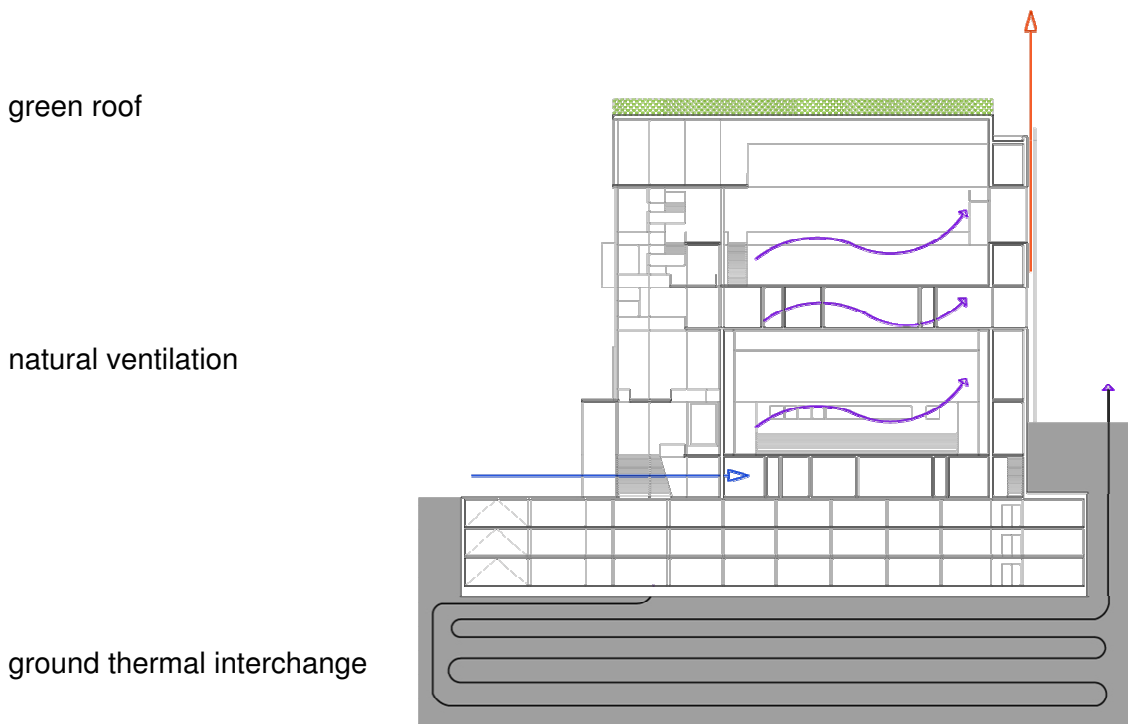 green roof
natural ventilation
ground thermal interchange